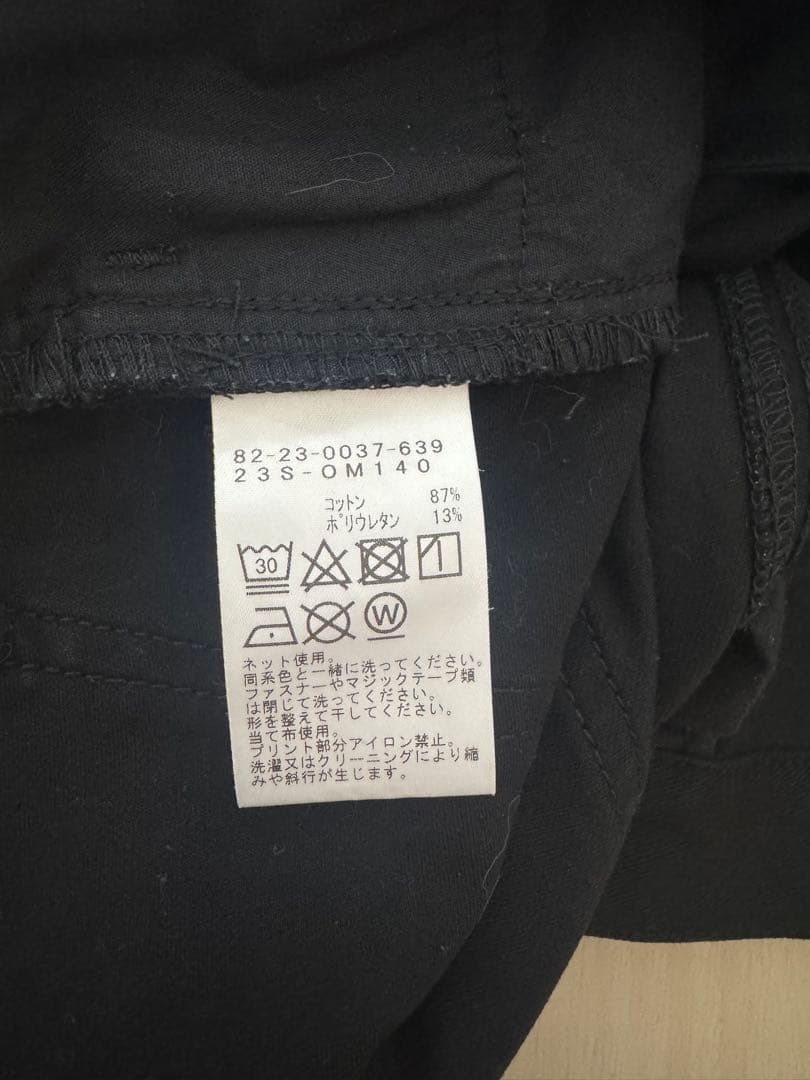 82-23-0037-639
23S-OM140
コットン 87%
ポリウレタン 13%
30
W
ネット使用。
同系色と一緒に洗ってください。
ファスナーやマジックテープ類
は閉じて洗ってください。
形を整えて干してください。
当て布使用。
プリント部分アイロン禁止。
洗濯又はクリーニングにより縮
みや斜行が生じます。